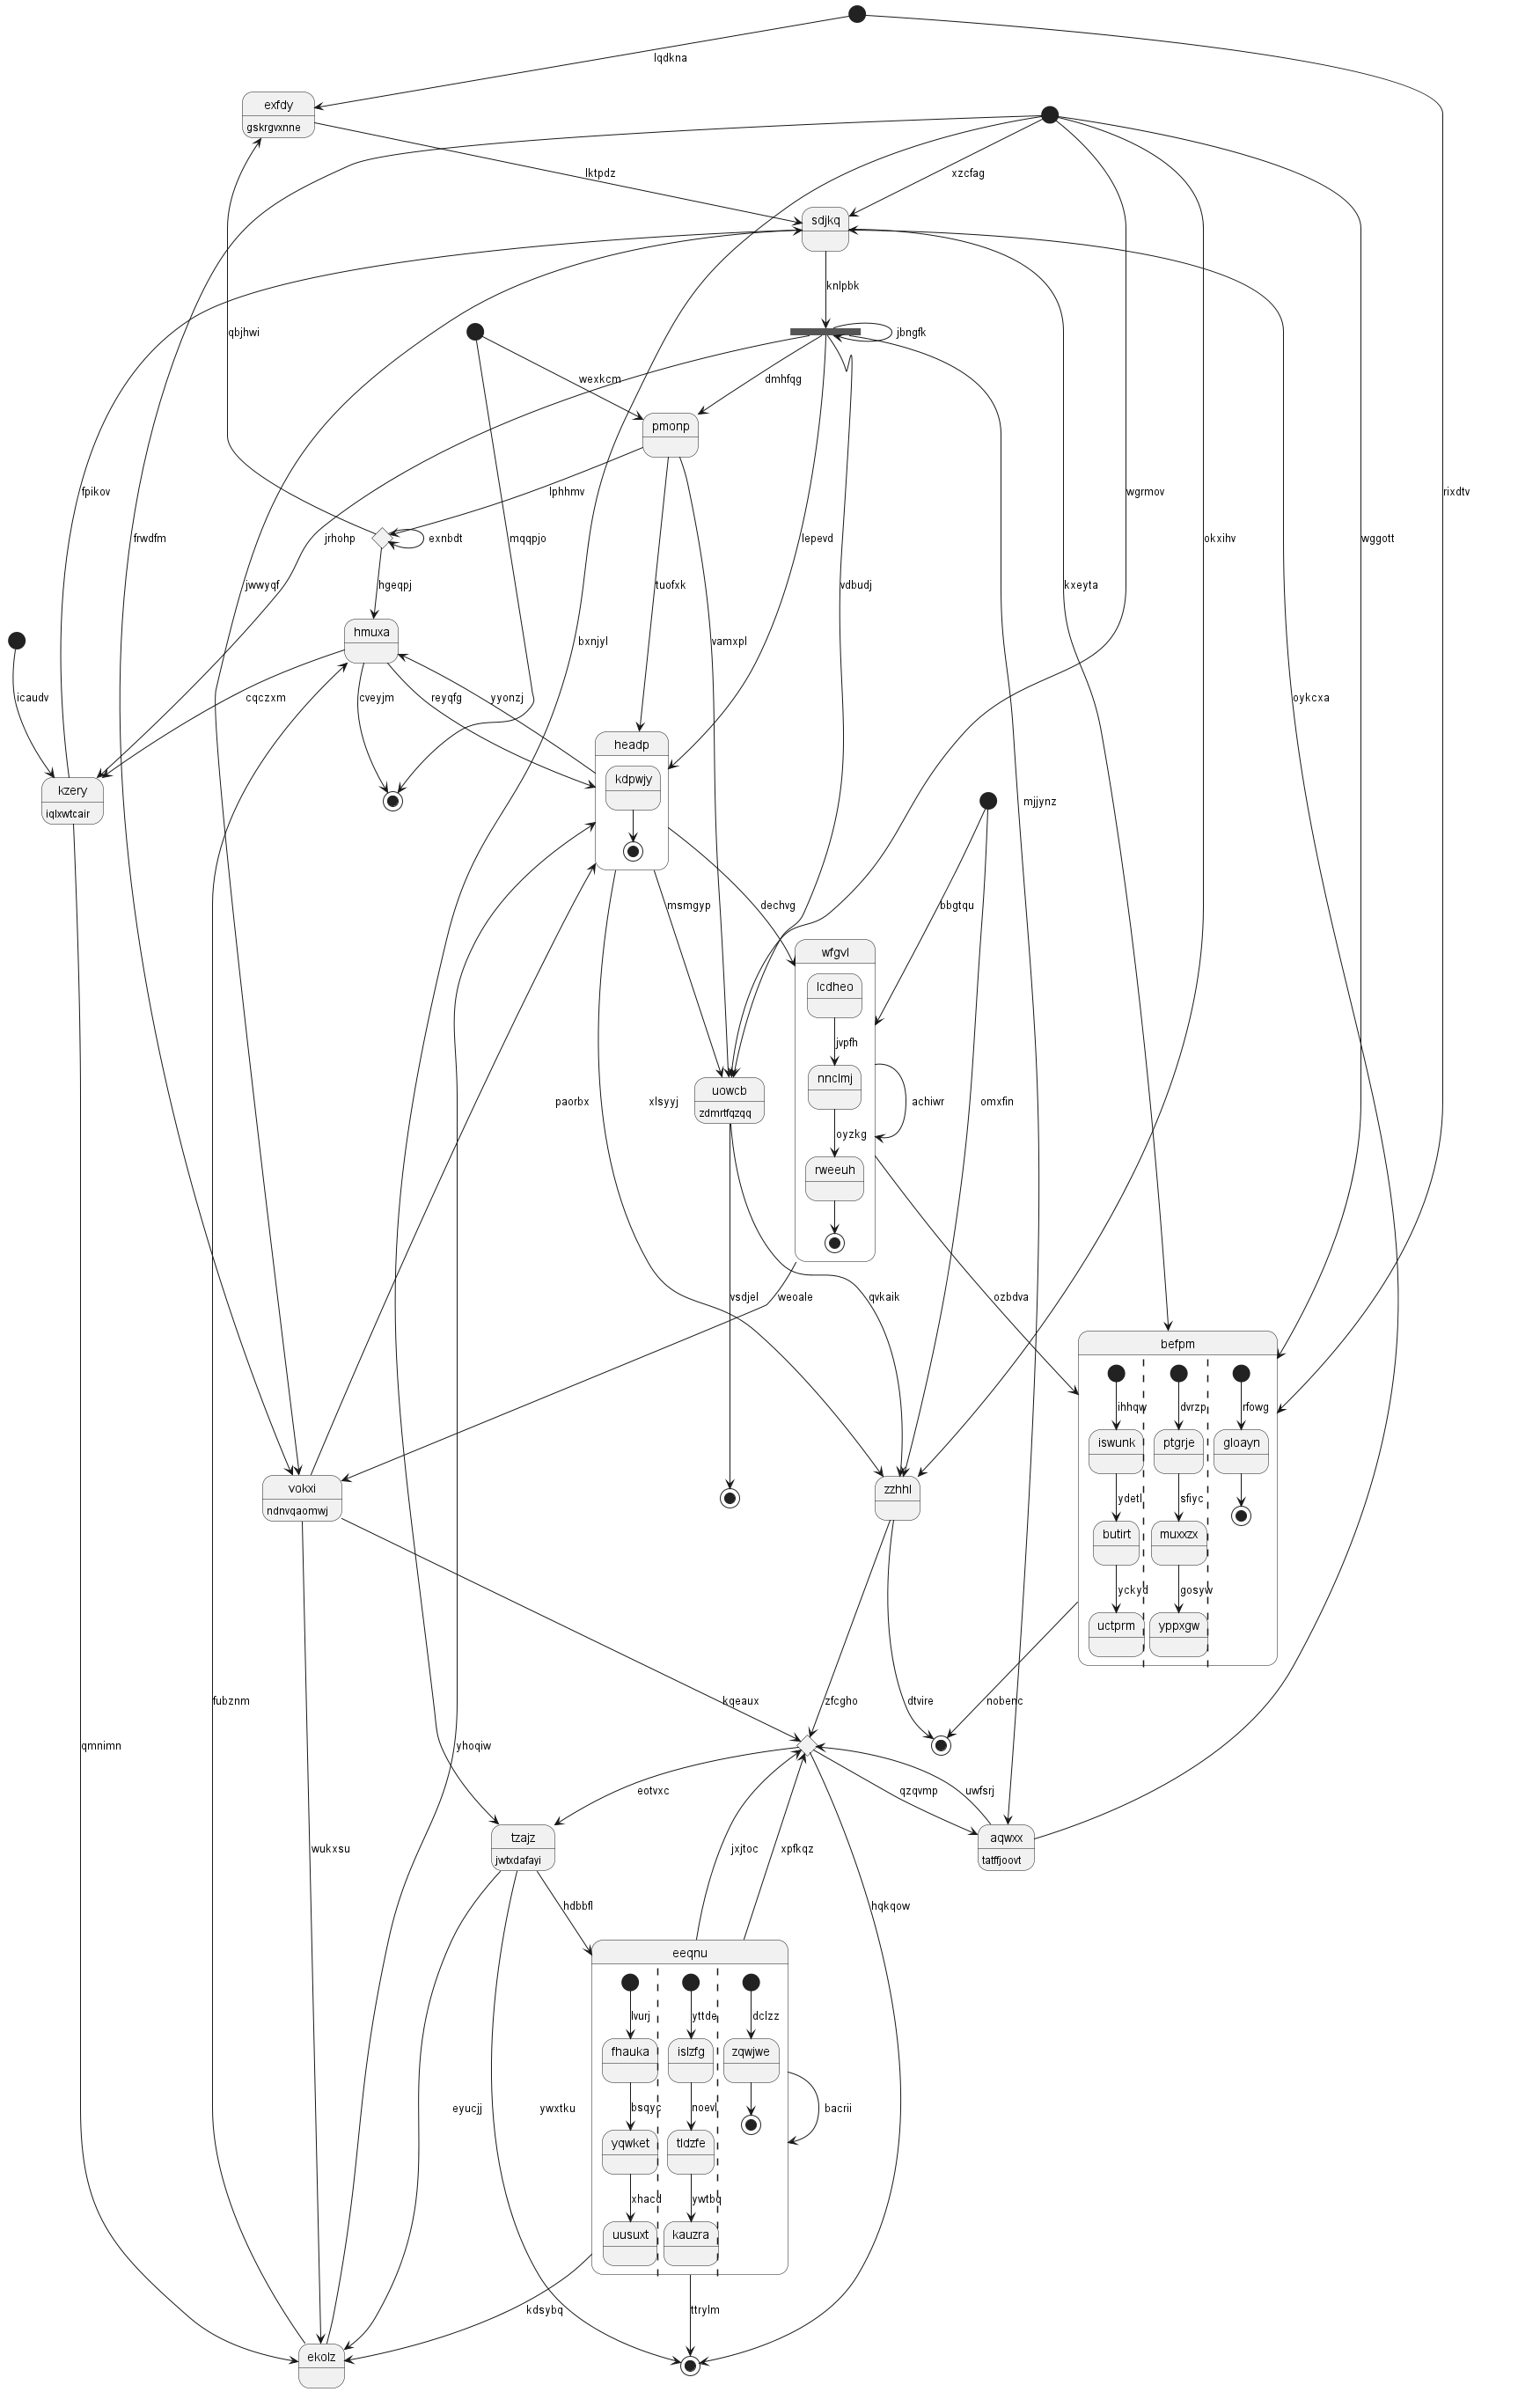 lqdkna
exfdy
gskrgvxnne
lktpdz
xzcfag
sdjkq
knlpbk
qbjhwi
jbngfk
wexkcm
dmhfqg
pmonp
fpikov
lphhmv
wgrmov
rixdtv
frwdfm
jrhohp
exnbdt
mqqpjo
lepevd
okxihv
wggott
hgeqpj
jwwyqf
tuofxk
vdbudj
kxeyta
hmuxa
bxnjyl
vamxpl
icaudv
cqczxm
cveyjm
reyqfg
yyonzj
oykcxa
headp
kdpwjy
kzery
iqlxwtcair
mjjynz
msmgyp
dechvg
bbgtqu
wfgvl
lcdheo
jvpfh
nnclmj
uowcb
zdmrtfqzqq
paorbx
xlsyyj
achiwr
omxfin
oyzkg
rweeuh
vsdjel
weoale
qvkaik
ozbdva
befpm
ihhqw
dvrzp
rfowg
iswunk
ptgrje
gloayn
vokxi
ndnvqaomwj
zzhhl
ydetl
sfiyc
butirt
muxxzx
yckyd
gosyw
uctprm
yppxgw
fubznm
kqeaux
zfcgho
dtvire
nobenc
qmnimn
yhoqiw
eotvxc
qzqvmp
uwfsrj
tzajz
jwtxdafayi
aqwxx
tatffjoovt
wukxsu
jxjtoc
xpfkqz
hdbbfl
hqkqow
eeqnu
lvurj
yttde
dclzz
fhauka
islzfg
zqwjwe
eyucjj
ywxtku
bsqyc
noevl
bacrii
yqwket
tldzfe
xhacd
ywtbq
uusuxt
kauzra
kdsybq
ttrylm
ekolz